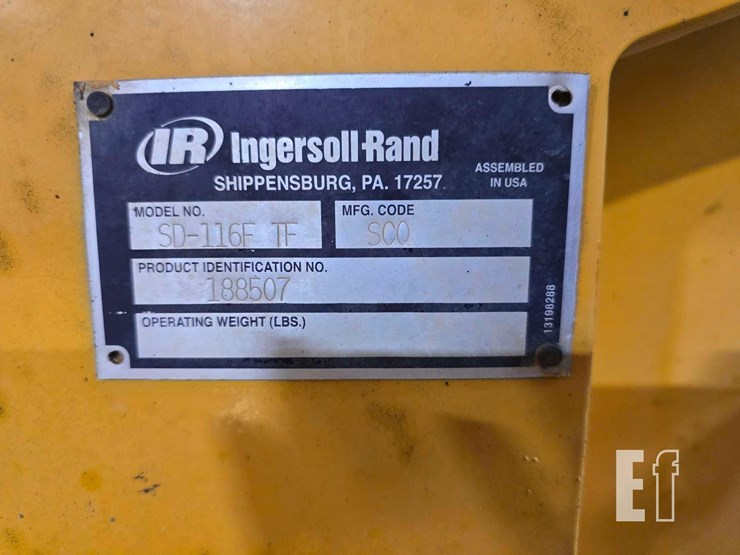 IR Ingersoll-Rand
SHIPPENSBURG, PA. 17257
ASSEMBLED
IN USA
MODEL NO.
SD-116F TF
MFG. CODE
SCO
PRODUCT IDENTIFICATION NO.
188507
OPERATING WEIGHT (LBS.)
13198288
Ef